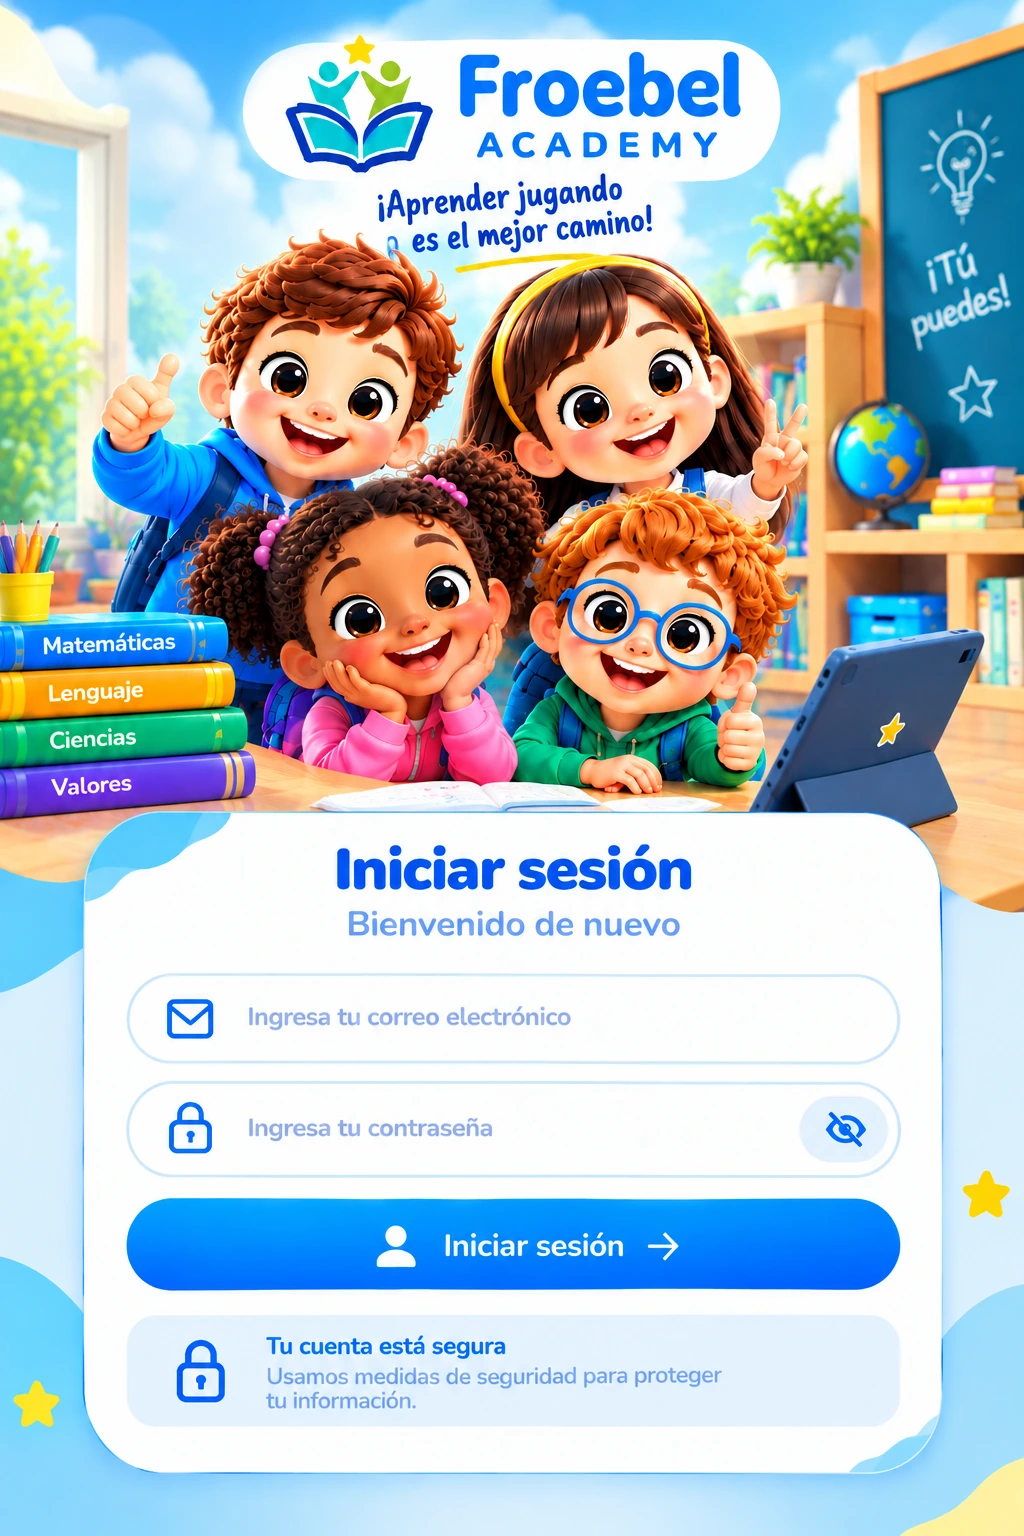 Froebel
ACADEMY
¡Aprender jugando
es el mejor camino!
¡Tú
puedes!
Matemáticas
Lenguaje
Ciencias
Valores
Iniciar sesión
Bienvenido de nuevo
Ingresa tu correo electrónico
Ingresa tu contraseña
Iniciar sesión
Tu cuenta está segura
Usamos medidas de seguridad para proteger
tu información.